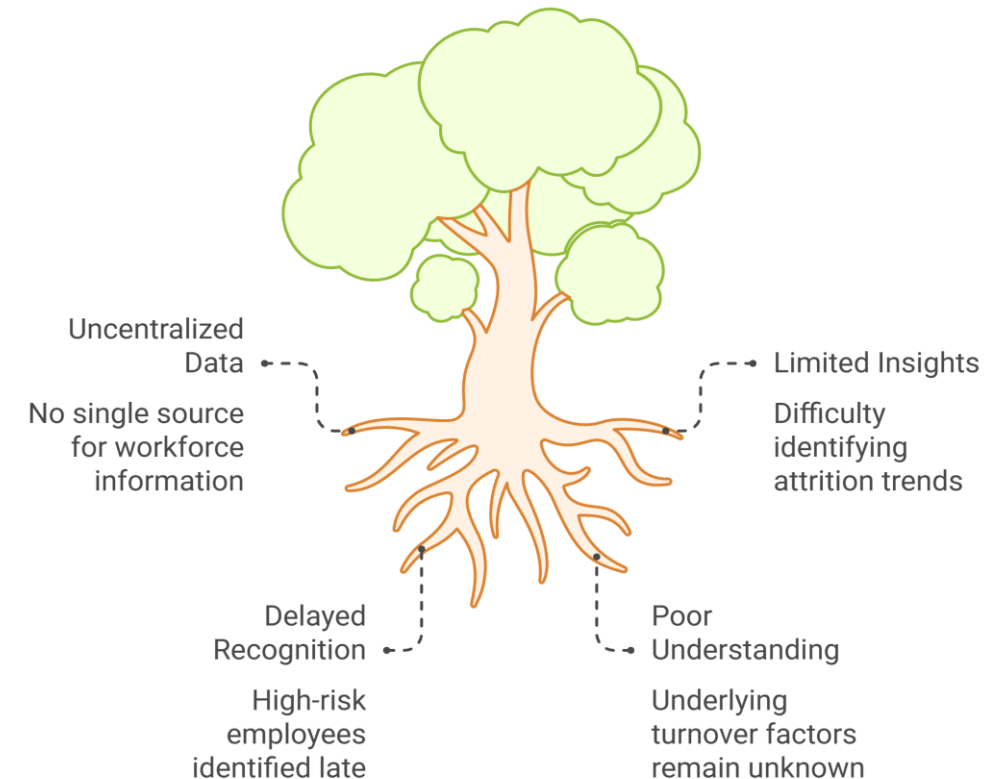 Uncentralized
Data
No single source
for workforce
information
Limited Insights
Difficulty
identifying
attrition trends
Delayed
Recognition
High-risk
employees
identified late
Poor
Understanding
Underlying
turnover factors
remain unknown